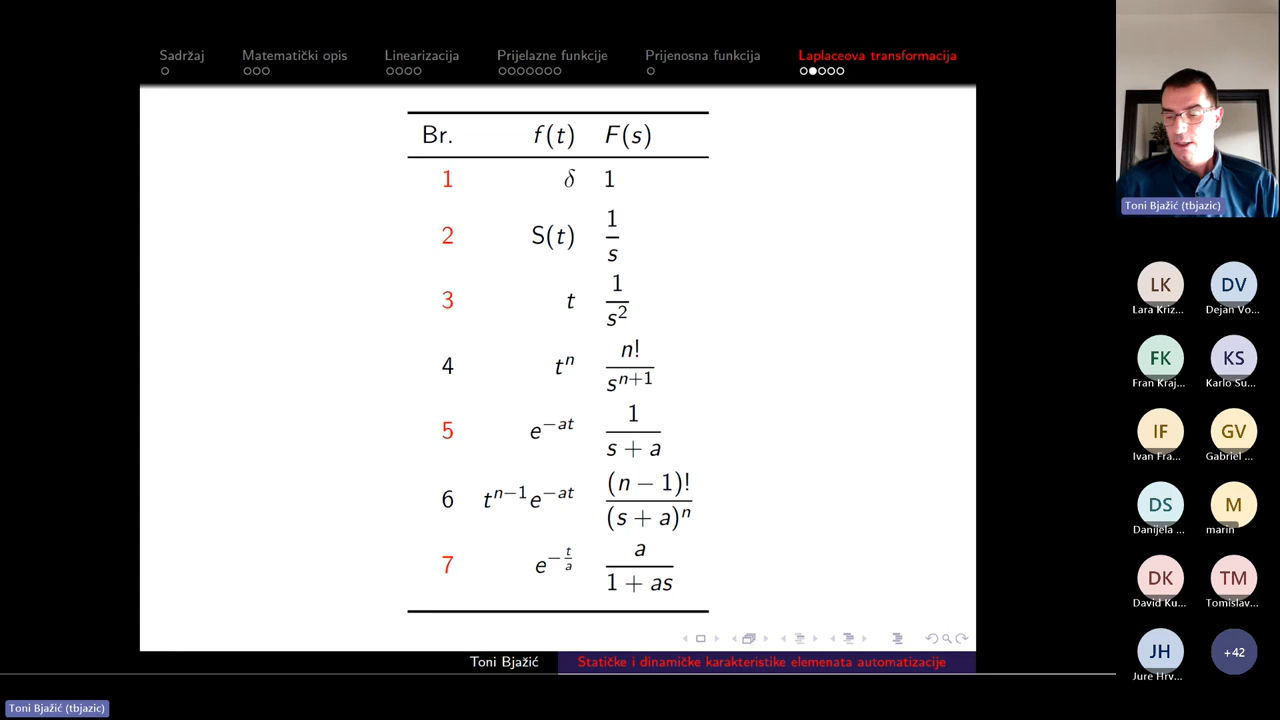 Sadržaj Matematički opis Linearizacija Prijelazne funkcije Prijenosna funkcija Laplaceova transformacija
Br. f(t) F(s)
1 δ 1
2 S(t) 1/s
3 t 1/s²
4 tⁿ n!/sⁿ⁺¹
5 e⁻ᵃᵗ 1/(s + a)
6 tⁿ⁻¹e⁻ᵃᵗ (n − 1)!/(s + a)ⁿ
7 e^(−t/a) a/(1 + as)
Toni Bjažić Statičke i dinamičke karakteristike elemenata automatizacije
Toni Bjažić (tbjazic)
Toni Bjažić (tbjazic)
LK DV
Lara Kriz... Dejan Vo...
FK KS
Fran Kraj... Karlo Su...
IF GV
Ivan Fra... Gabriel ...
DS M
Danijela ... marin
DK TM
David Ku... Tomislav...
JH +42
Jure Hrv...